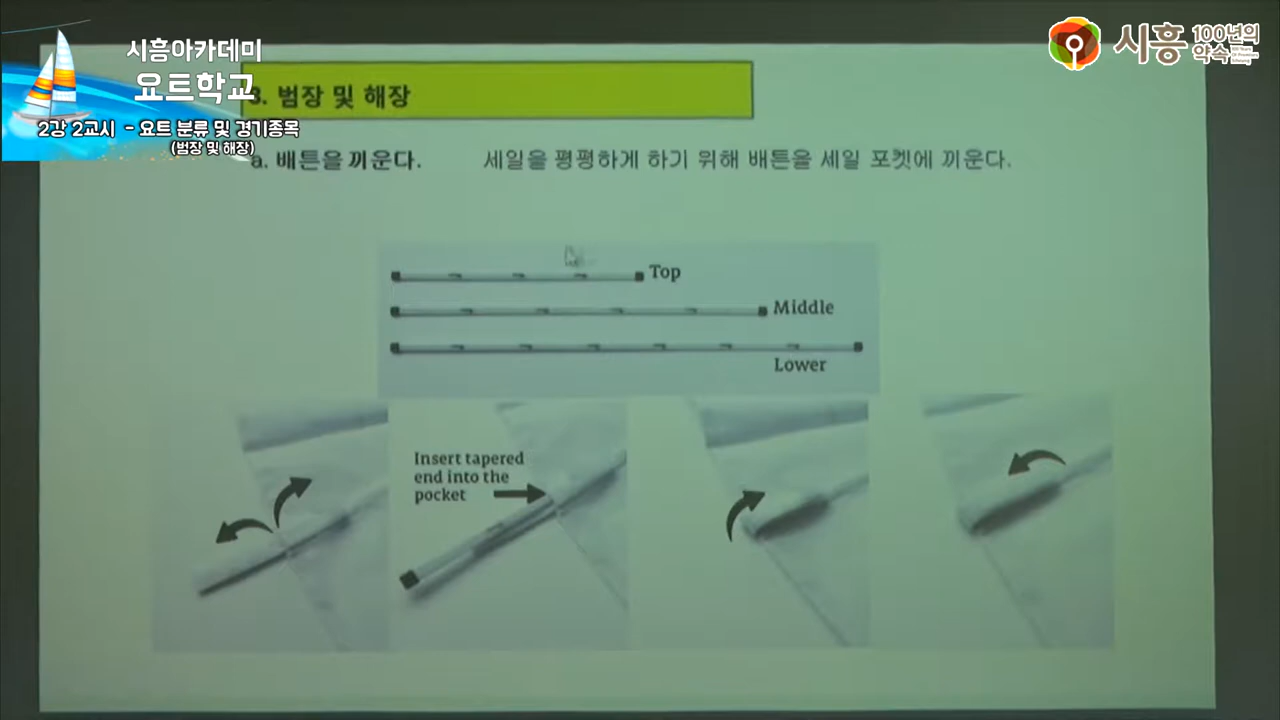 시흥아카데미
요트학교
2강 2교시 - 요트 분류 및 경기종목
(범장 및 해장)
시흥 100년의 약속
3. 범장 및 해장
a. 배튼을 끼운다. 세일을 평평하게 하기 위해 배튼을 세일 포켓에 끼운다.
Top
Middle
Lower
Insert tapered
end into the
pocket